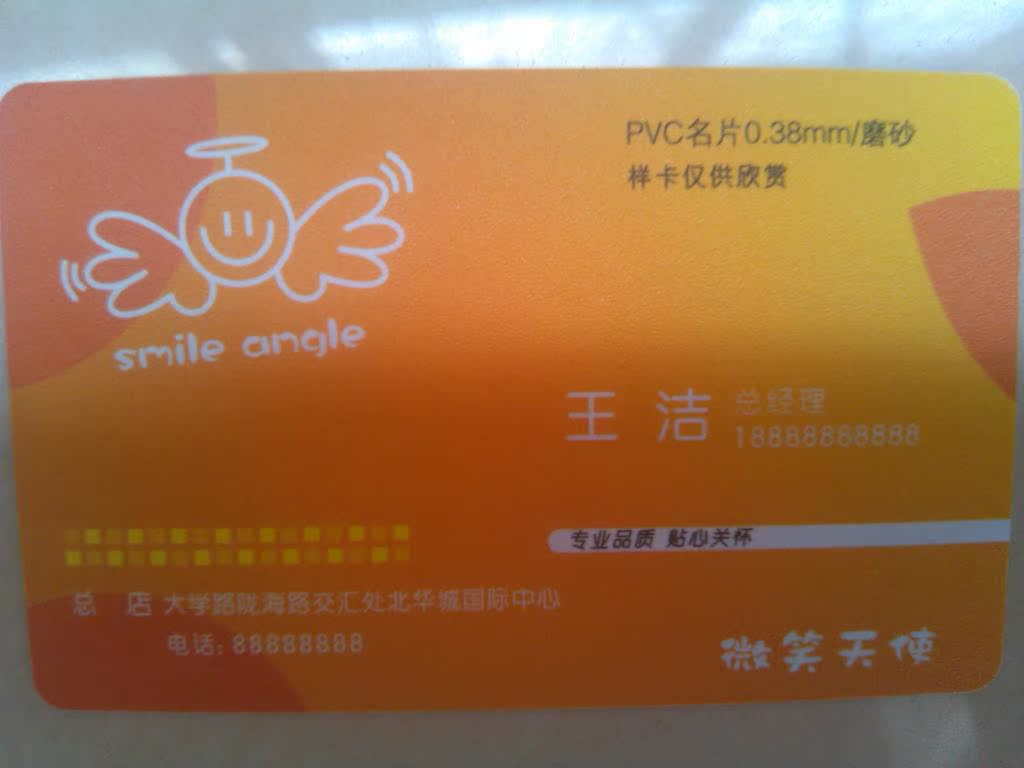 PVC名片0.38mm/磨砂
样卡仅供欣赏
smile angle
王 洁 总经理
18888888888
专业品质 贴心关怀
总 店 大学路陇海路交汇处北华城国际中心
电话:88888888
微笑天使